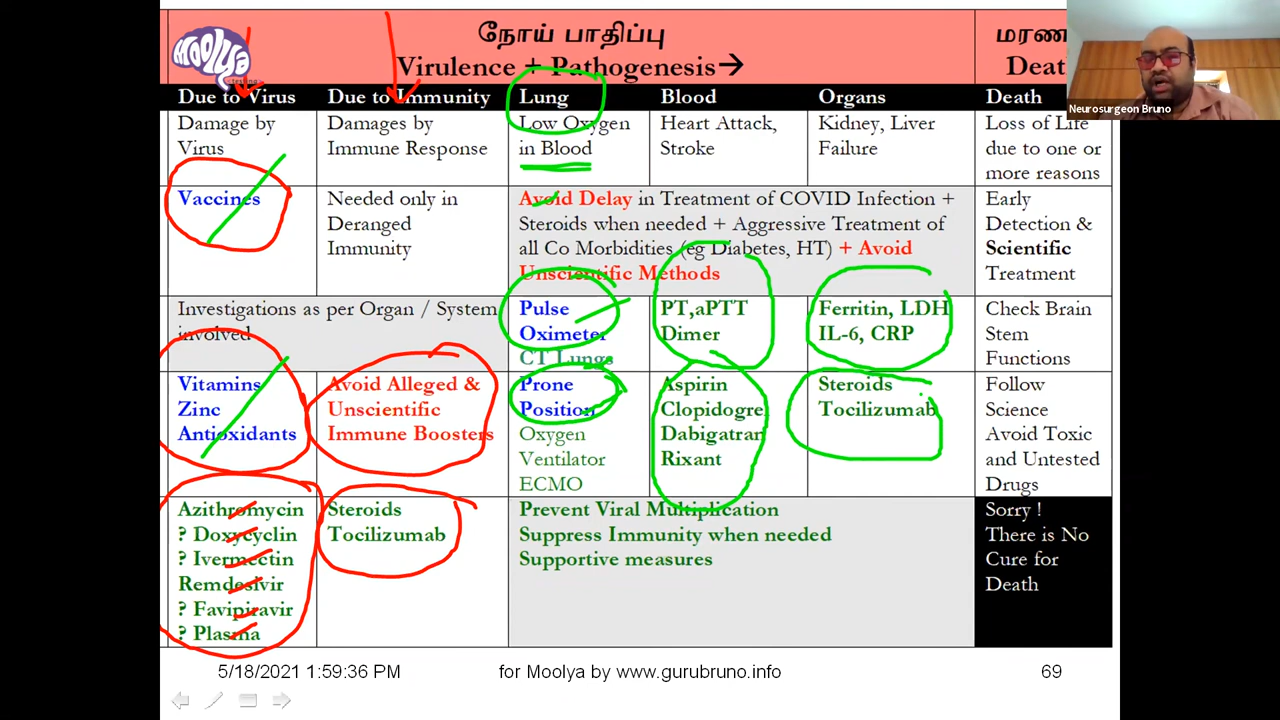 நோய் பாதிப்பு
மரண
Moolya
testing
Virulence + Pathogenesis→
Death
Neurosurgeon Bruno
Due to Virus
Due to Immunity
Lung
Blood
Organs
Death
Damage by
Virus
Damages by
Immune Response
Low Oxygen
in Blood
Heart Attack,
Stroke
Kidney, Liver
Failure
Loss of Life
due to one or
more reasons
Vaccines
Needed only in
Deranged
Immunity
Avoid Delay in Treatment of COVID Infection +
Steroids when needed + Aggressive Treatment of
all Co Morbidities (eg Diabetes, HT) + Avoid
Unscientific Methods
Early
Detection &
Scientific
Treatment
Investigations as per Organ / System
involved
Pulse
Oximeter
CT Lungs
PT,aPTT
Dimer
Ferritin, LDH
IL-6, CRP
Check Brain
Stem
Functions
Vitamins
Zinc
Antioxidants
Avoid Alleged &
Unscientific
Immune Boosters
Prone
Position
Oxygen
Ventilator
ECMO
Aspirin
Clopidogre
Dabigatran
Rixant
Steroids
Tocilizumab
Follow
Science
Avoid Toxic
and Untested
Drugs
Azithromycin
? Doxycyclin
? Ivermectin
Remdesivir
? Favipiravir
? Plasma
Steroids
Tocilizumab
Prevent Viral Multiplication
Suppress Immunity when needed
Supportive measures
Sorry !
There is No
Cure for
Death
5/18/2021 1:59:36 PM
for Moolya by www.gurubruno.info
69